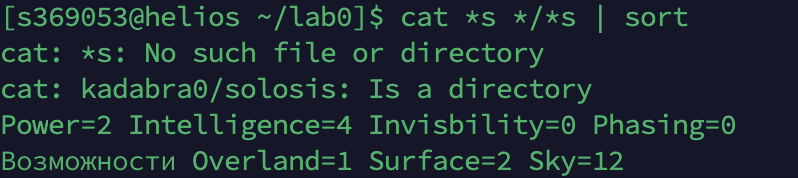 [s369053@helios ~/lab0]$ cat *s */*s | sort
cat: *s: No such file or directory
cat: kadabra0/solosis: Is a directory
Power=2 Intelligence=4 Invisbility=0 Phasing=0
Возможности Overland=1 Surface=2 Sky=12